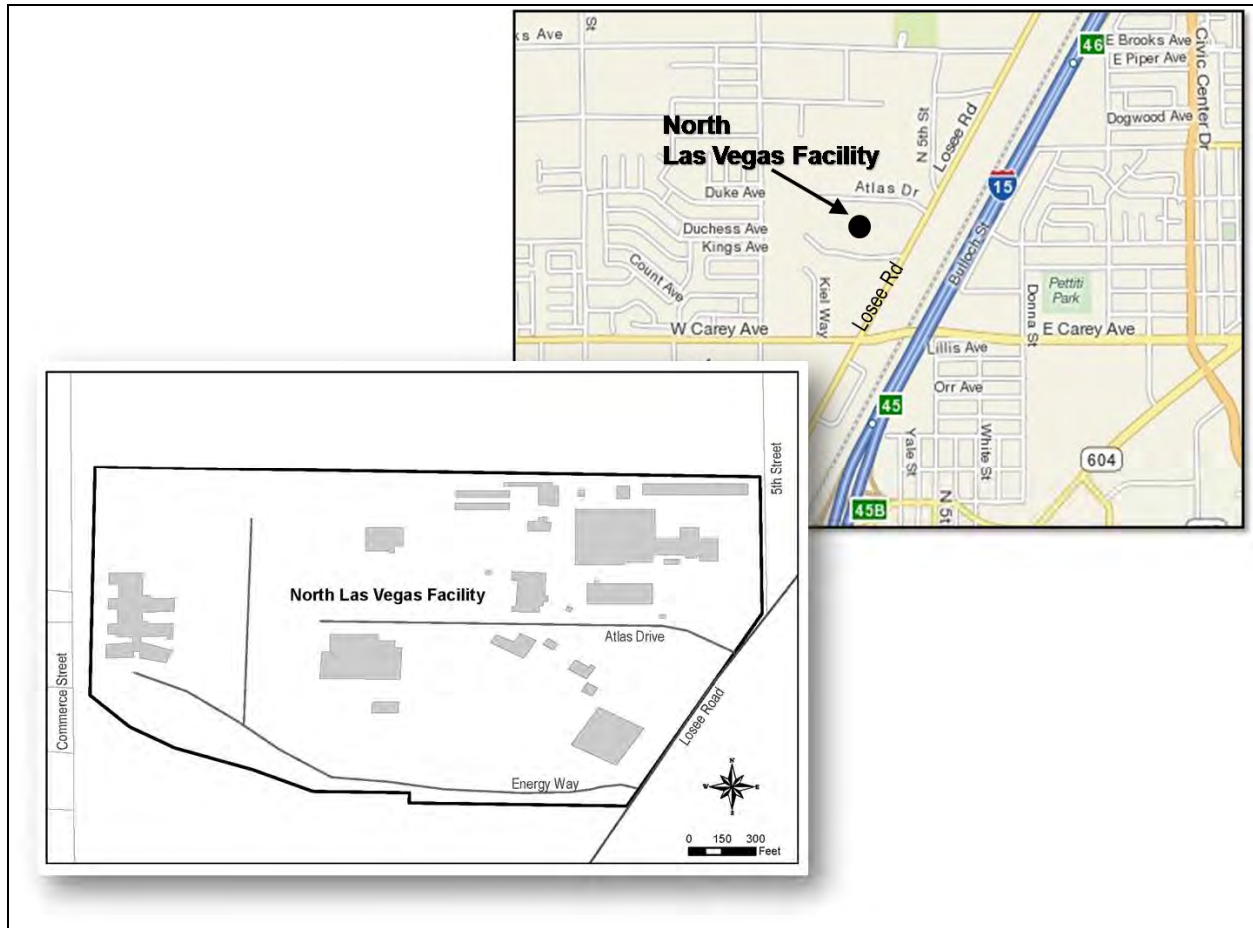 ks Ave
St
46
E Brooks Ave
E Piper Ave
Civic Center Dr
Dogwood Ave
North
Las Vegas Facility
N 5th St
Losee Rd
15
Duke Ave
Atlas Dr
Duchess Ave
Kings Ave
Count Ave
Kiel Way
Losee Rd
Bulloch St
Donna St
Pettiti
Park
W Carey Ave
E Carey Ave
Lillis Ave
Orr Ave
45
Yale St
White St
604
45B
N 5t
5th Street
North Las Vegas Facility
Atlas Drive
Commerce Street
Losee Road
Energy Way
N
W
E
S
0 150 300
Feet